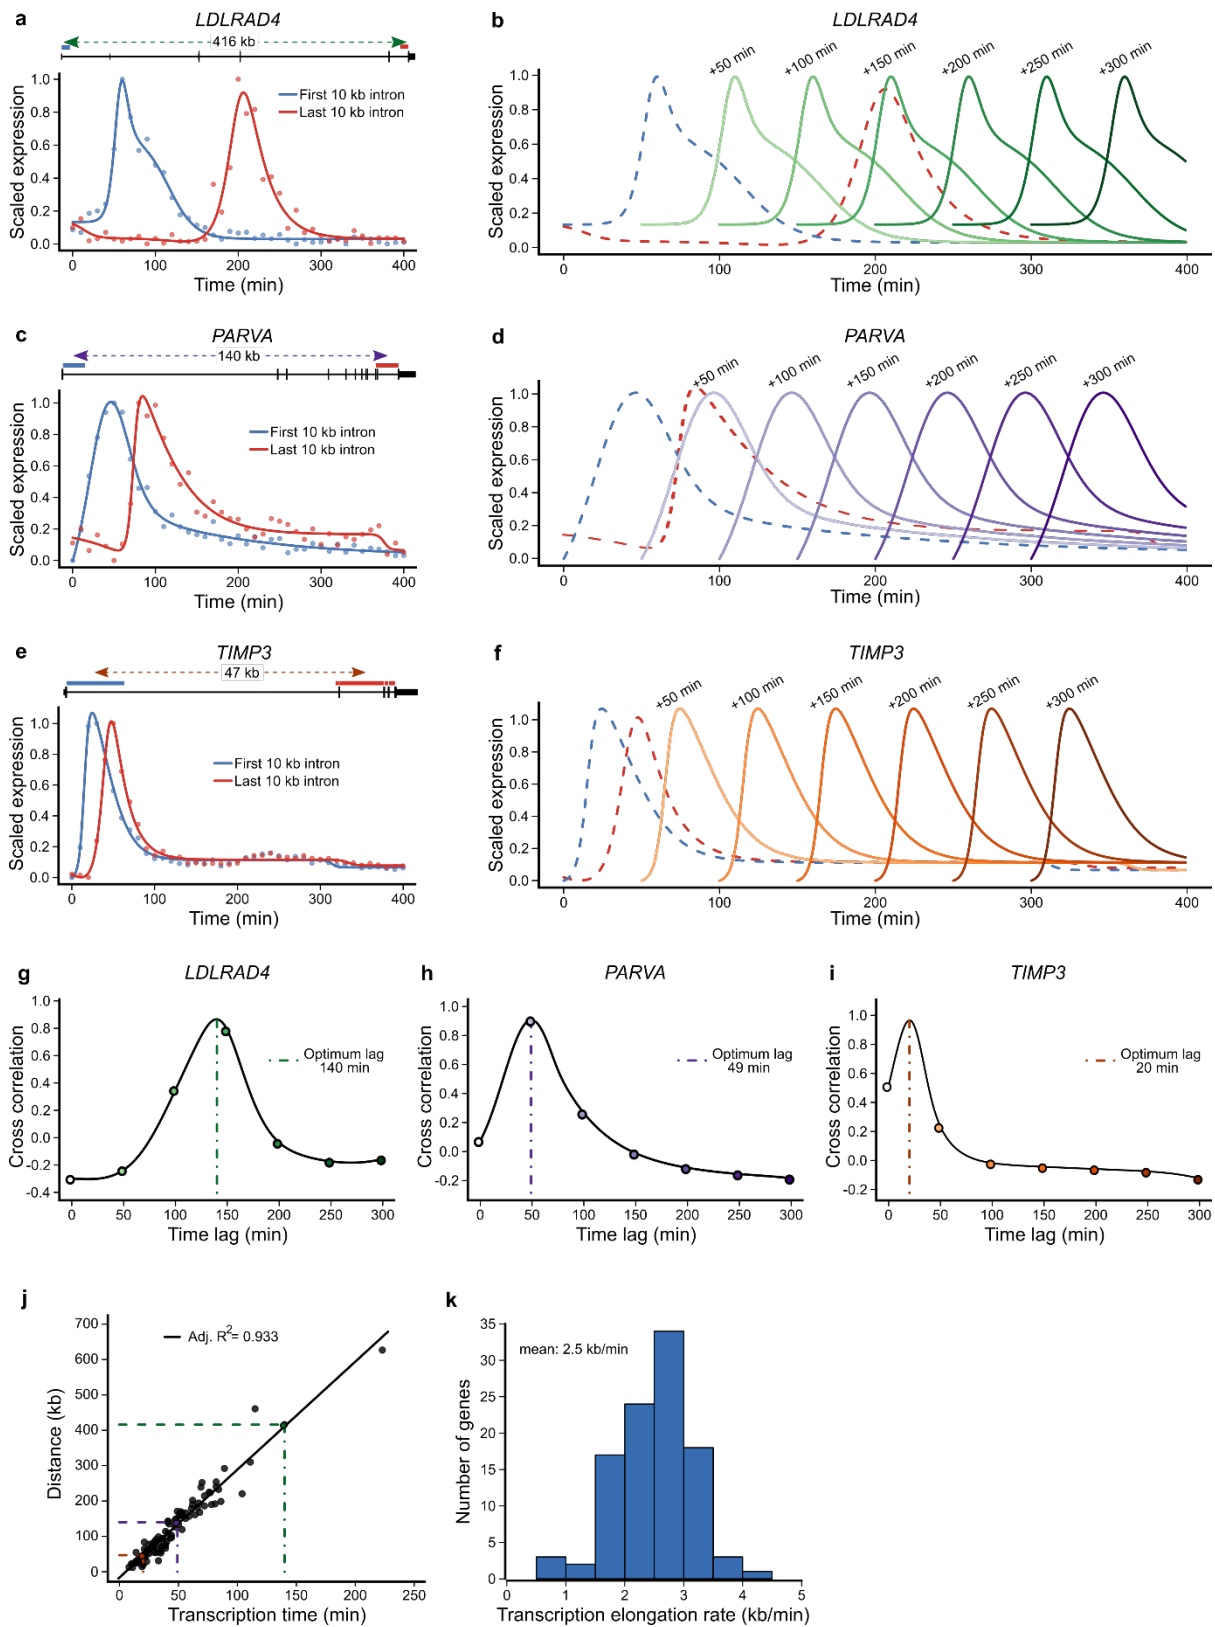 a
LDLRAD4
416 kb
First 10 kb intron
Last 10 kb intron
1.0
0.8
0.6
0.4
0.2
0.0
Scaled expression
0 100 200 300 400
Time (min)
b
LDLRAD4
+50 min +100 min +150 min +200 min +250 min +300 min
1.0
0.8
0.6
0.4
0.2
0.0
Scaled expression
0 100 200 300 400
Time (min)
c
PARVA
140 kb
First 10 kb intron
Last 10 kb intron
1.0
0.8
0.6
0.4
0.2
0.0
Scaled expression
0 100 200 300 400
Time (min)
d
PARVA
+50 min +100 min +150 min +200 min +250 min +300 min
1.0
0.8
0.6
0.4
0.2
0.0
Scaled expression
0 100 200 300 400
Time (min)
e
TIMP3
47 kb
First 10 kb intron
Last 10 kb intron
1.0
0.8
0.6
0.4
0.2
0.0
Scaled expression
0 100 200 300 400
Time (min)
f
TIMP3
+50 min +100 min +150 min +200 min +250 min +300 min
1.0
0.8
0.6
0.4
0.2
0.0
Scaled expression
0 100 200 300 400
Time (min)
g
LDLRAD4
1.0
0.8
0.6
0.4
0.2
0.0
-0.2
-0.4
Cross correlation
Optimum lag
140 min
0 50 100 150 200 250 300
Time lag (min)
h
PARVA
1.0
0.8
0.6
0.4
0.2
0.0
-0.2
Cross correlation
Optimum lag
49 min
0 50 100 150 200 250 300
Time lag (min)
i
TIMP3
1.0
0.8
0.6
0.4
0.2
0.0
-0.2
Cross correlation
Optimum lag
20 min
0 50 100 150 200 250 300
Time lag (min)
j
Adj. R²= 0.933
700
600
500
400
300
200
100
0
Distance (kb)
0 50 100 150 200 250
Transcription time (min)
k
mean: 2.5 kb/min
35
30
25
20
15
10
5
0
Number of genes
0 1 2 3 4 5
Transcription elongation rate (kb/min)